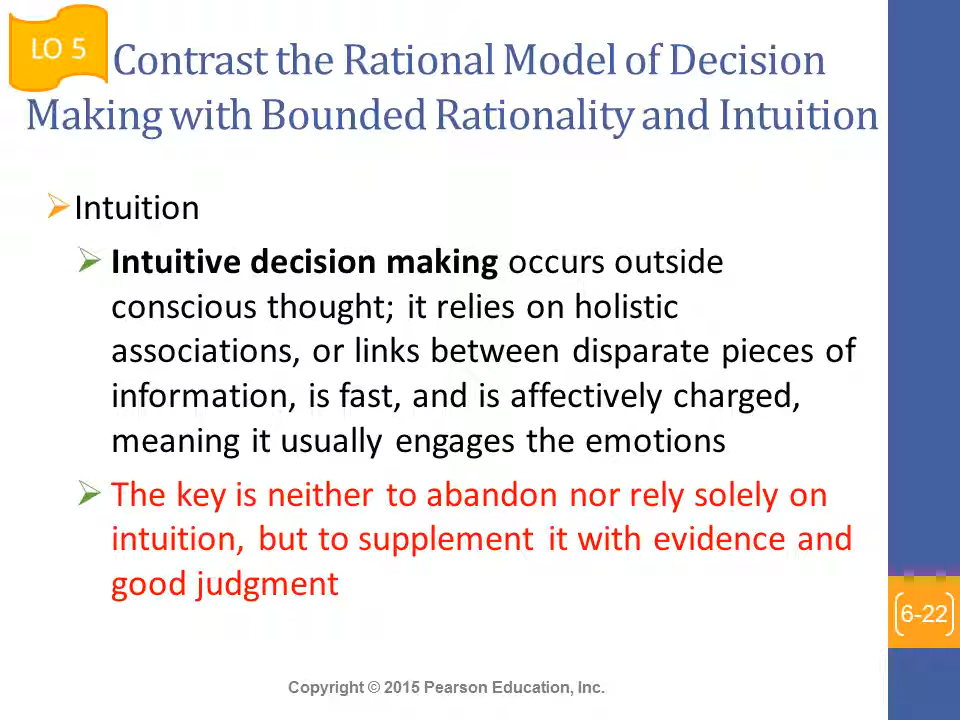 LO 5
Contrast the Rational Model of Decision
Making with Bounded Rationality and Intuition
Intuition
Intuitive decision making occurs outside
conscious thought; it relies on holistic
associations, or links between disparate pieces of
information, is fast, and is affectively charged,
meaning it usually engages the emotions
The key is neither to abandon nor rely solely on
intuition, but to supplement it with evidence and
good judgment
6-22
Copyright © 2015 Pearson Education, Inc.